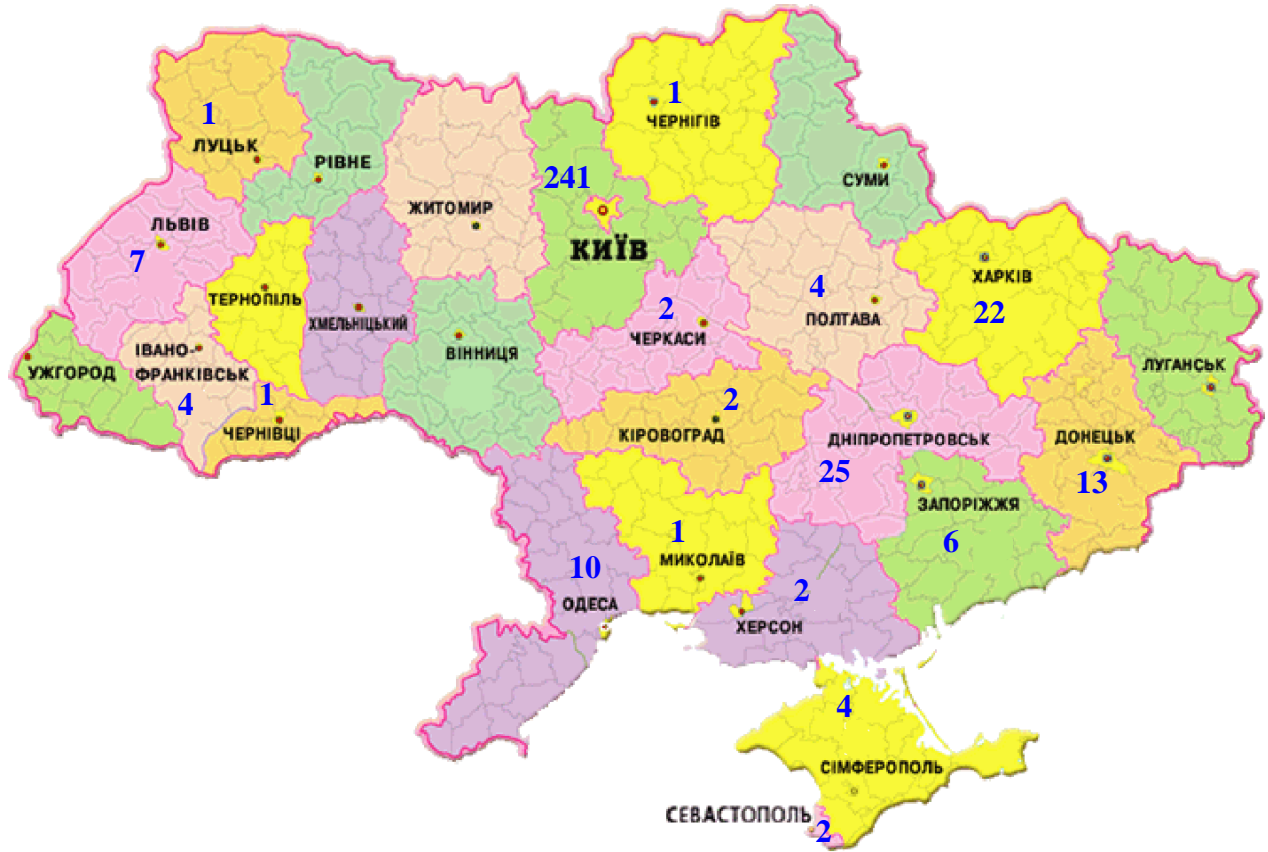 1
ЛУЦЬК
РІВНЕ
1
ЧЕРНІГІВ
СУМИ
241
ЖИТОМИР
КИЇВ
ЛЬВІВ
7
ТЕРНОПІЛЬ
ХМЕЛЬНІЦЬКИЙ
ВІННИЦЯ
2
ЧЕРКАСИ
4
ПОЛТАВА
ХАРКІВ
22
ЛУГАНСЬК
УЖГОРОД
ІВАНО-
ФРАНКІВСЬК
4
1
ЧЕРНІВЦІ
2
КІРОВОГРАД
ДНІПРОПЕТРОВСЬК
25
ДОНЕЦЬК
13
ЗАПОРІЖЖЯ
6
10
ОДЕСА
1
МИКОЛАЇВ
2
ХЕРСОН
4
СІМФЕРОПОЛЬ
СЕВАСТОПОЛЬ
2